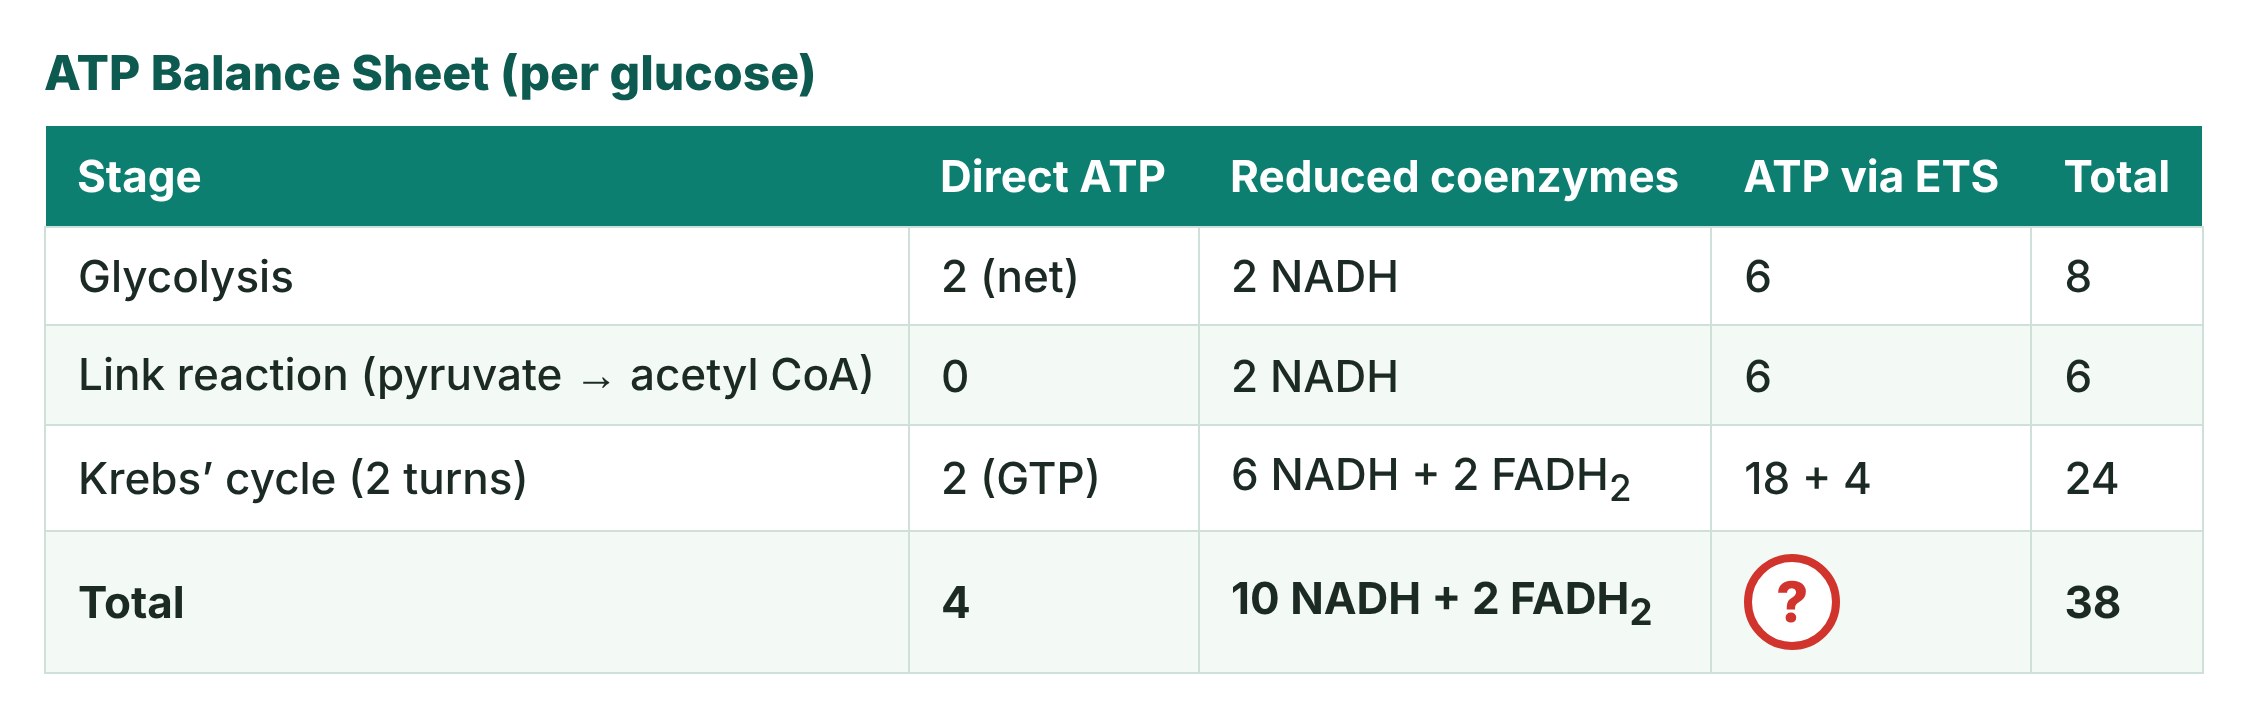 ATP Balance Sheet (per glucose)
Stage Direct ATP Reduced coenzymes ATP via ETS Total
Glycolysis 2 (net) 2 NADH 6 8
Link reaction (pyruvate → acetyl CoA) 0 2 NADH 6 6
Krebs’ cycle (2 turns) 2 (GTP) 6 NADH + 2 FADH₂ 18 + 4 24
Total 4 10 NADH + 2 FADH₂ ? 38